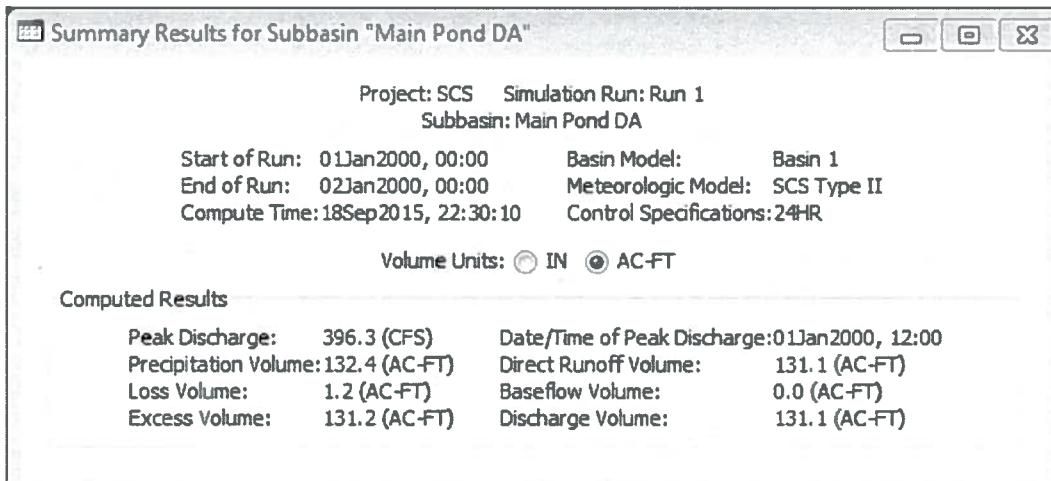 Summary Results for Subbasin "Main Pond DA"
Project: SCS Simulation Run: Run 1
Subbasin: Main Pond DA
Start of Run: 01Jan2000, 00:00 Basin Model: Basin 1
End of Run: 02Jan2000, 00:00 Meteorologic Model: SCS Type II
Compute Time: 18Sep2015, 22:30:10 Control Specifications: 24HR
Volume Units: IN AC-FT
Computed Results
Peak Discharge: 396.3 (CFS) Date/Time of Peak Discharge: 01Jan2000, 12:00
Precipitation Volume: 132.4 (AC-FT) Direct Runoff Volume: 131.1 (AC-FT)
Loss Volume: 1.2 (AC-FT) Baseflow Volume: 0.0 (AC-FT)
Excess Volume: 131.2 (AC-FT) Discharge Volume: 131.1 (AC-FT)